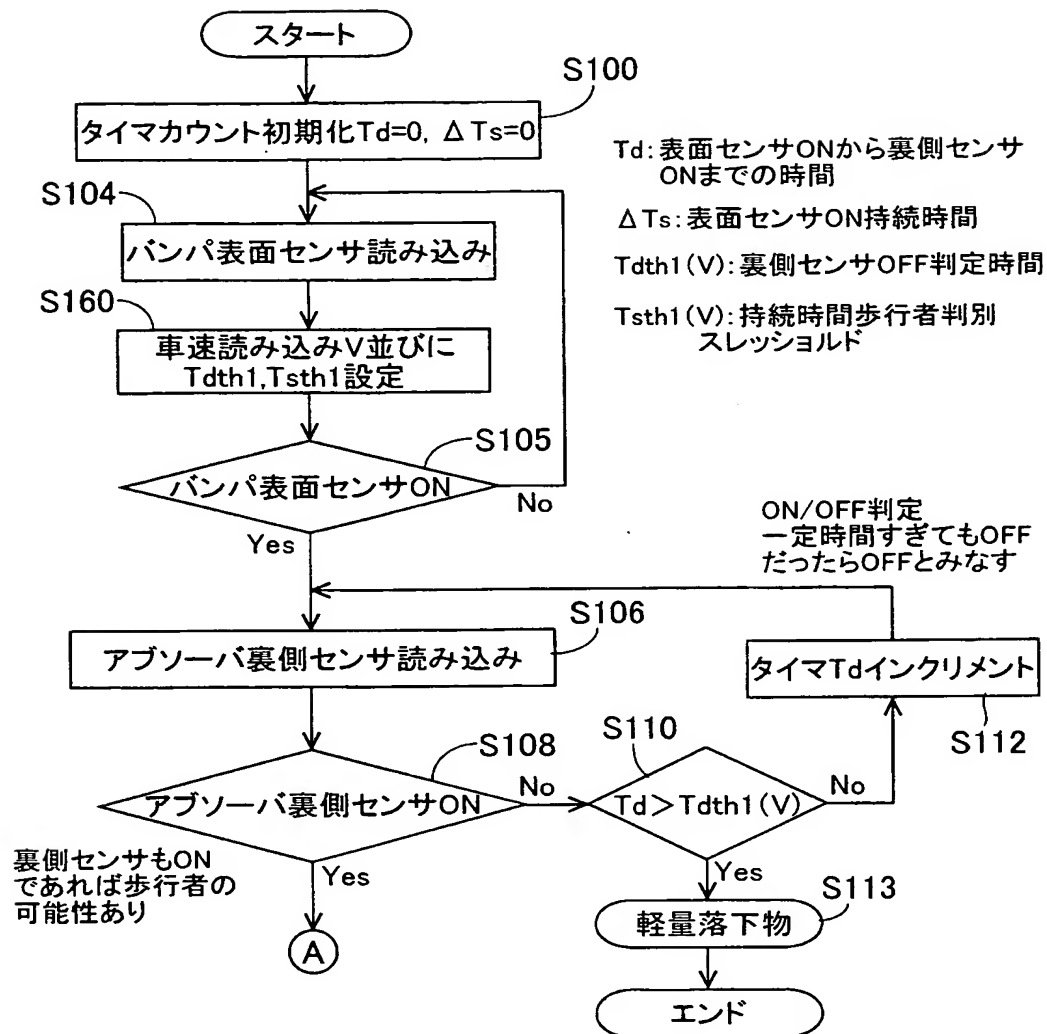 スタート
S100
タイマカウント初期化Td=0, ΔTs=0
Td:表面センサONから裏側センサ
ONまでの時間
ΔTs:表面センサON持続時間
Tdth1(V):裏側センサOFF判定時間
Tsth1(V):持続時間歩行者判別
スレッショルド
S104
バンパ表面センサ読み込み
S160
車速読み込みV並びに
Tdth1,Tsth1設定
S105
バンパ表面センサON
No
Yes
ON/OFF判定
一定時間すぎてもOFF
だったらOFFとみなす
S106
アブソーバ裏側センサ読み込み
タイマTdインクリメント
S112
S108
アブソーバ裏側センサON
No
S110
Td>Tdth1(V)
No
裏側センサもON
であれば歩行者の
可能性あり
Yes
A
Yes
S113
軽量落下物
エンド